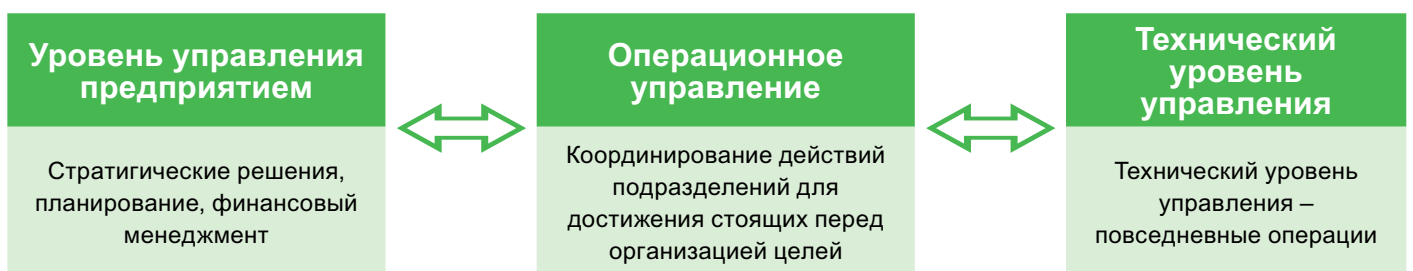 Уровень управления
предприятием
Стратигические решения,
планирование, финансовый
менеджмент
Операционное
управление
Координирование действий
подразделений для
достижения стоящих перед
организацией целей
Технический
уровень
управления
Технический уровень
управления –
повседневные операции